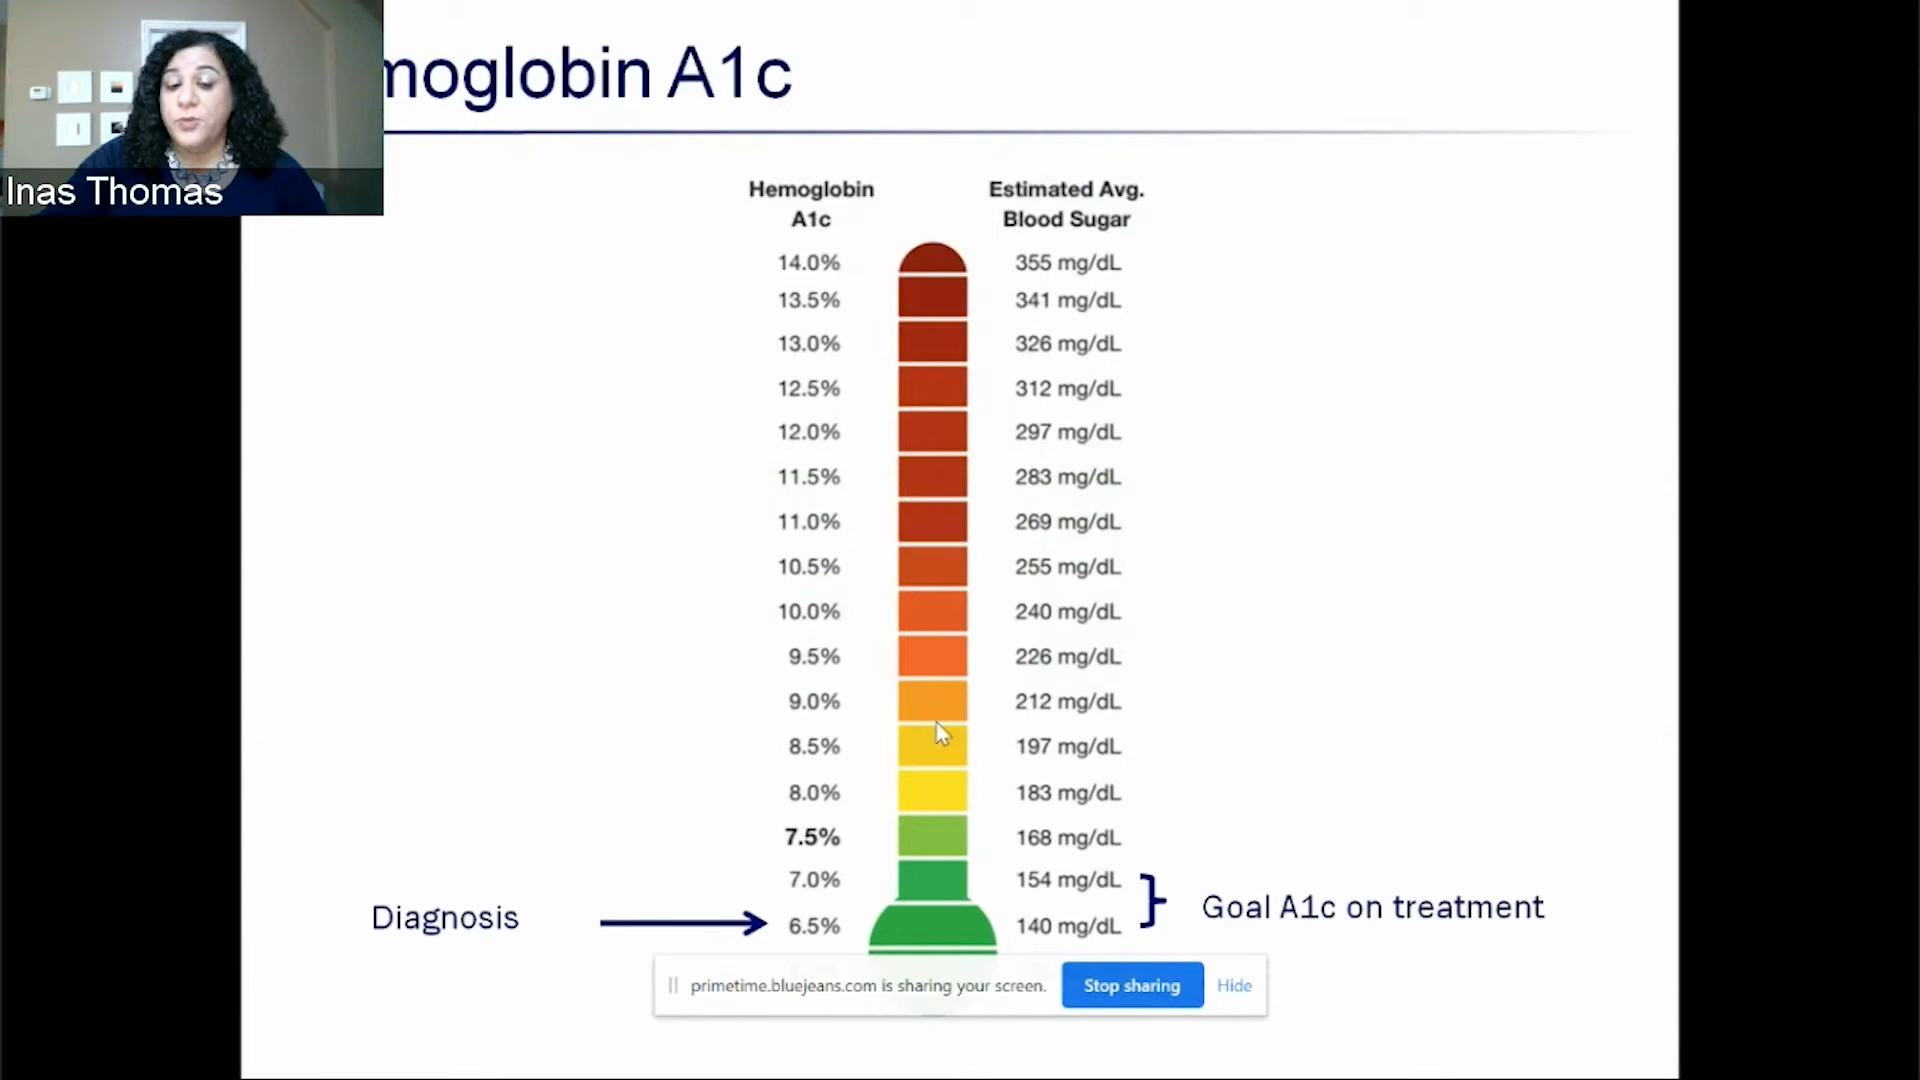 moglobin A1c
Inas Thomas
Hemoglobin A1c
Estimated Avg. Blood Sugar
14.0% 355 mg/dL
13.5% 341 mg/dL
13.0% 326 mg/dL
12.5% 312 mg/dL
12.0% 297 mg/dL
11.5% 283 mg/dL
11.0% 269 mg/dL
10.5% 255 mg/dL
10.0% 240 mg/dL
9.5% 226 mg/dL
9.0% 212 mg/dL
8.5% 197 mg/dL
8.0% 183 mg/dL
7.5% 168 mg/dL
7.0% 154 mg/dL
Diagnosis 6.5% 140 mg/dL
Goal A1c on treatment
primetime.bluejeans.com is sharing your screen. Stop sharing Hide